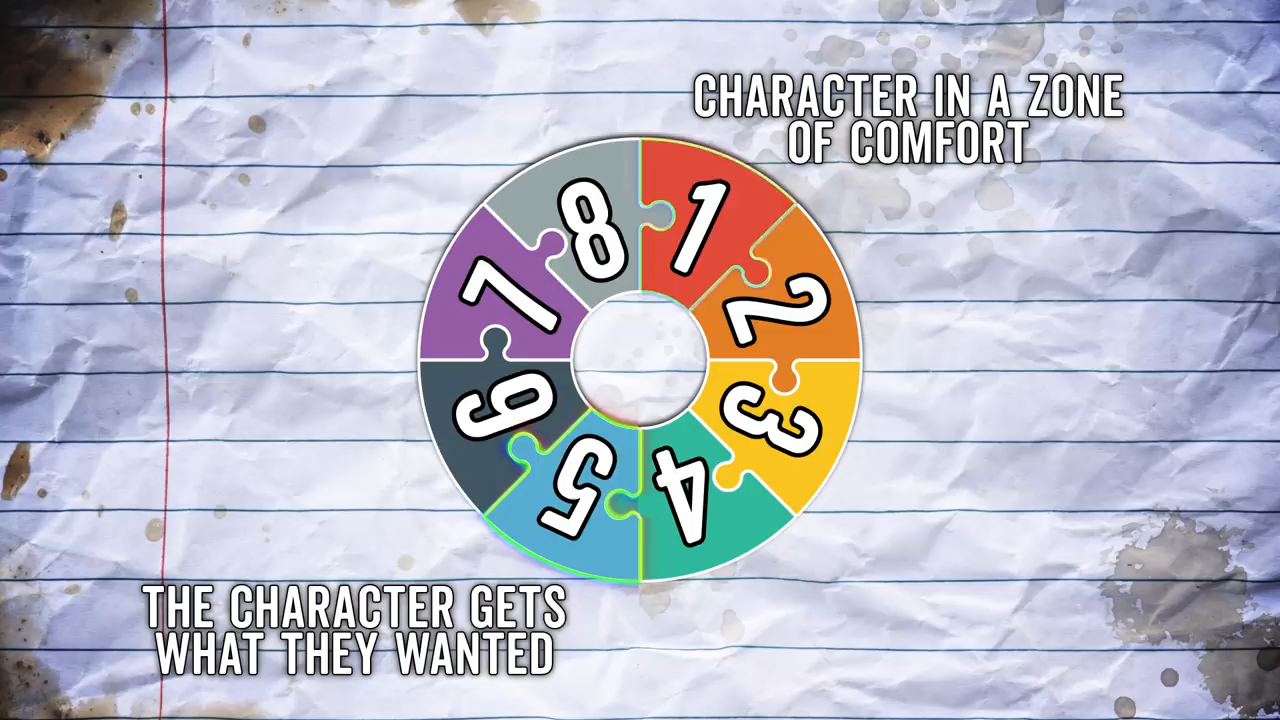 CHARACTER IN A ZONE
OF COMFORT
8 1
7 2
6 3
5 4
THE CHARACTER GETS
WHAT THEY WANTED